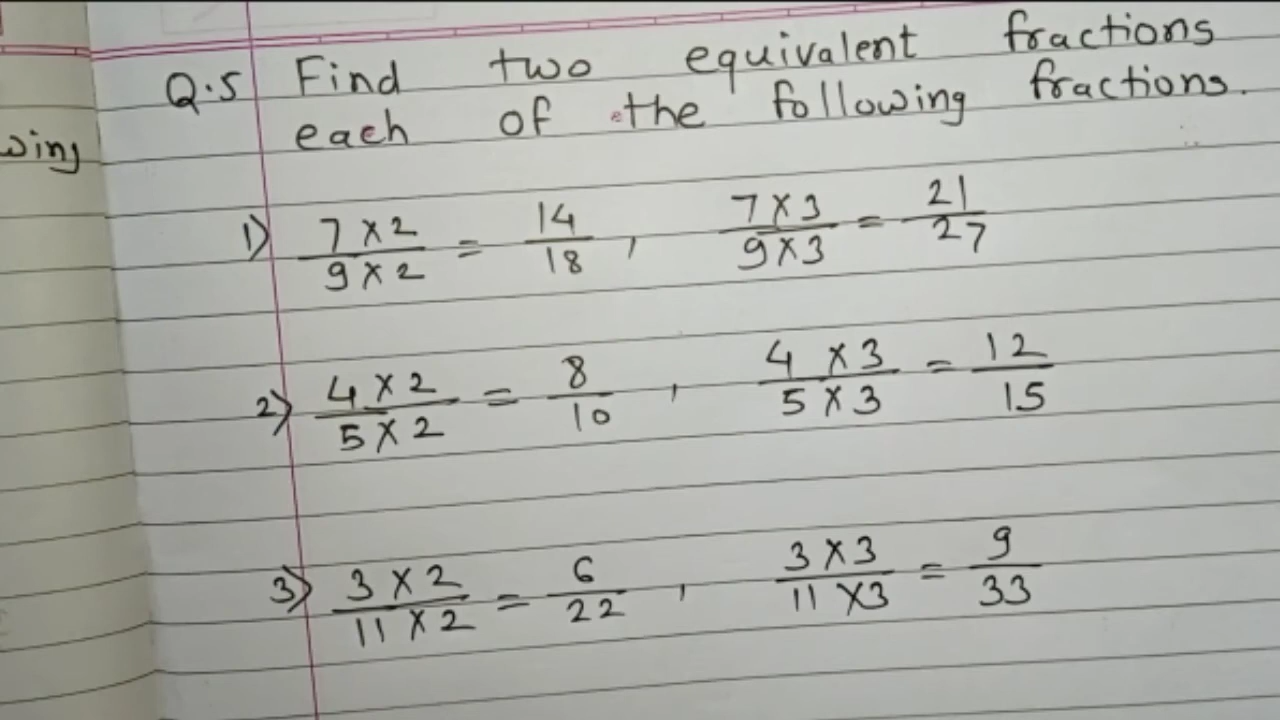 Q.5 Find two equivalent fractions
each of the following fractions.
wing
1) 7×2/9×2 = 14/18 , 7×3/9×3 = 21/27
2) 4×2/5×2 = 8/10 , 4×3/5×3 = 12/15
3) 3×2/11×2 = 6/22 , 3×3/11×3 = 9/33